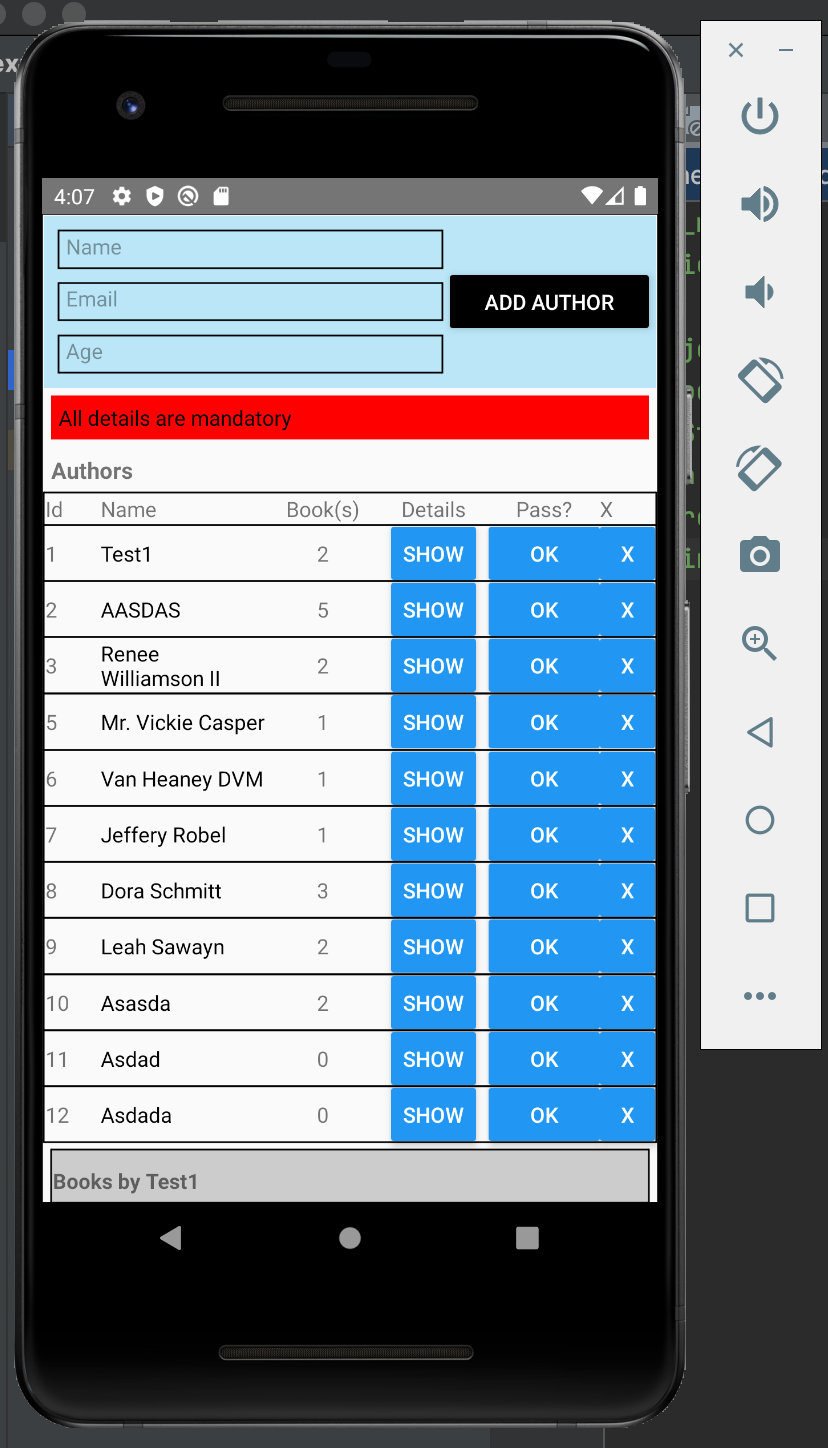 4:07
Name
Email
ADD AUTHOR
Age
All details are mandatory
Authors
Id Name Book(s) Details Pass? X
1 Test1 2 SHOW OK X
2 AASDAS 5 SHOW OK X
3 Renee
Williamson II 2 SHOW OK X
5 Mr. Vickie Casper 1 SHOW OK X
6 Van Heaney DVM 1 SHOW OK X
7 Jeffery Robel 1 SHOW OK X
8 Dora Schmitt 3 SHOW OK X
9 Leah Sawayn 2 SHOW OK X
10 Asasda 2 SHOW OK X
11 Asdad 0 SHOW OK X
12 Asdada 0 SHOW OK X
Books by Test1